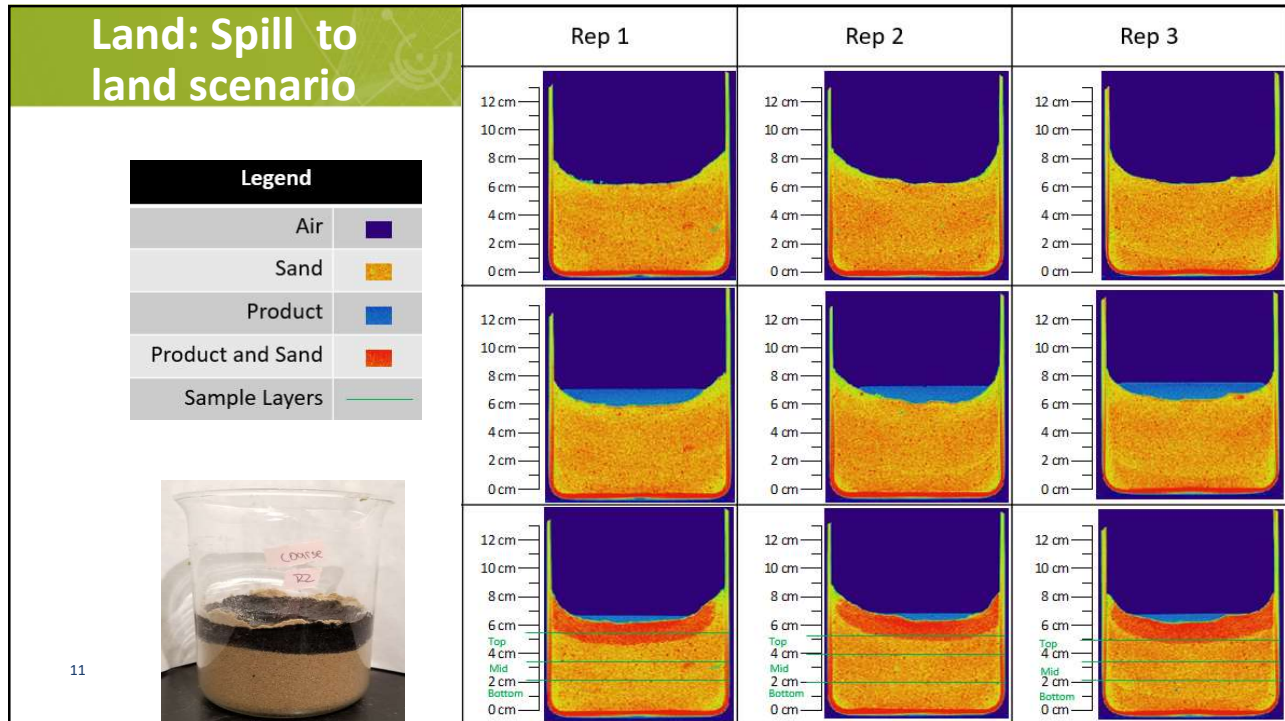 Land: Spill to
land scenario
Legend
Air
Sand
Product
Product and Sand
Sample Layers
coarse
11
Rep 1
Rep 2
Rep 3
12 cm
10 cm
8 cm
6 cm
4 cm
2 cm
0 cm
12 cm
10 cm
8 cm
6 cm
4 cm
2 cm
0 cm
12 cm
10 cm
8 cm
6 cm
4 cm
2 cm
0 cm
12 cm
10 cm
8 cm
6 cm
4 cm
2 cm
0 cm
12 cm
10 cm
8 cm
6 cm
4 cm
2 cm
0 cm
12 cm
10 cm
8 cm
6 cm
4 cm
2 cm
0 cm
12 cm
10 cm
8 cm
6 cm
Top
4 cm
Mid
2 cm
Bottom
0 cm
12 cm
10 cm
8 cm
6 cm
Top
4 cm
Mid
2 cm
Bottom
0 cm
12 cm
10 cm
8 cm
6 cm
Top
4 cm
Mid
2 cm
Bottom
0 cm